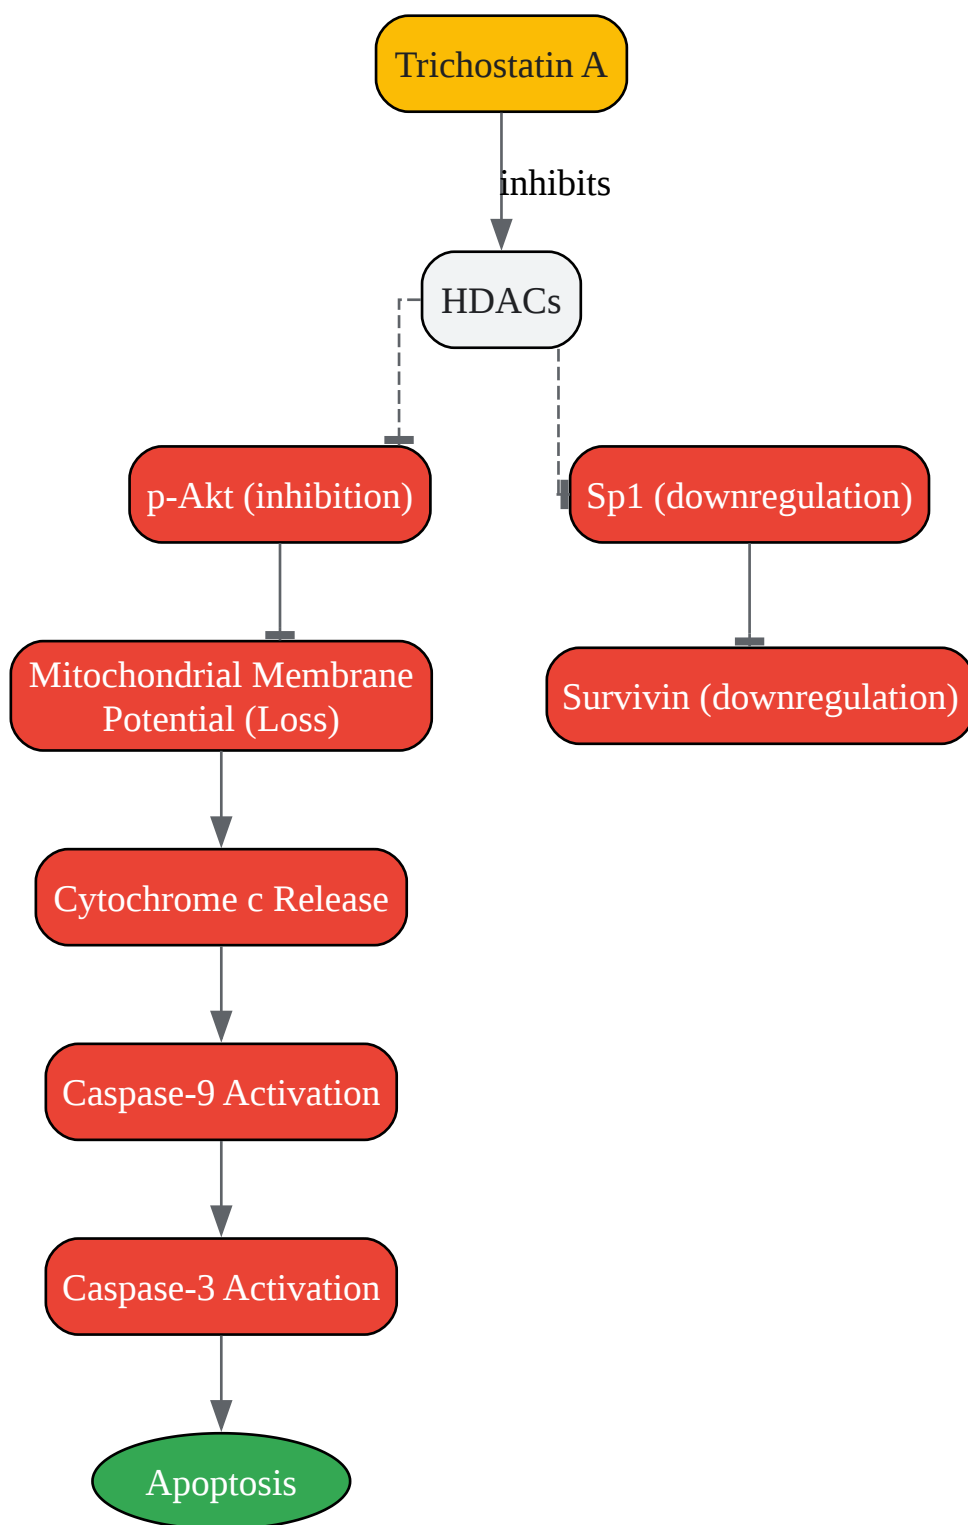 Trichostatin A
inhibits
HDACs
p-Akt (inhibition)
Sp1 (downregulation)
Mitochondrial Membrane
Potential (Loss)
Survivin (downregulation)
Cytochrome c Release
Caspase-9 Activation
Caspase-3 Activation
Apoptosis